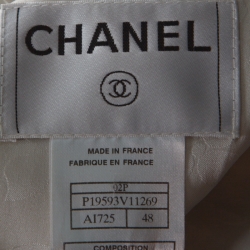 CHANEL
MADE IN FRANCE
FABRIQUE EN FRANCE
02P
P19593V11269
A1725 48
COMPOSITION